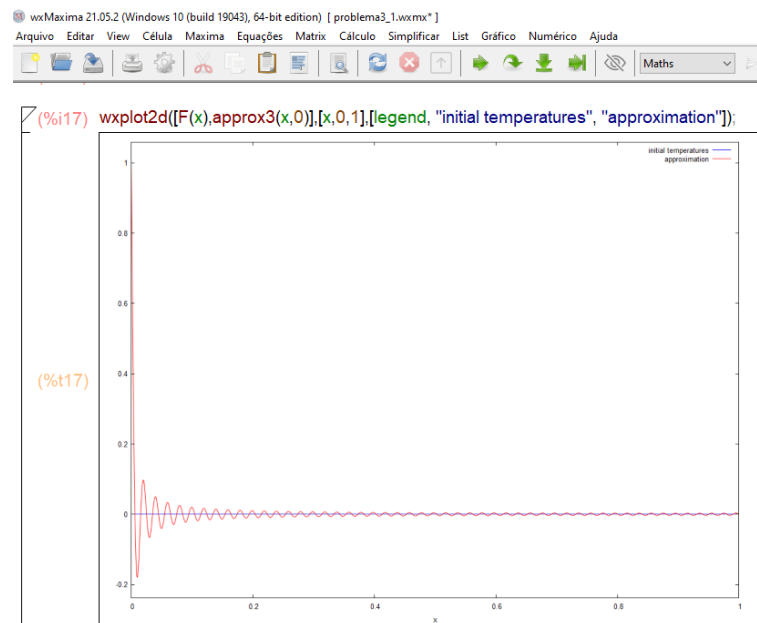 wxMaxima 21.05.2 (Windows 10 (build 19043), 64-bit edition) [ problema3_1.wxmx* ]
Arquivo Editar View Célula Maxima Equações Matrix Cálculo Simplificar List Gráfico Numérico Ajuda
Maths
(%i17) wxplot2d([F(x),approx3(x,0)],[x,0,1],[legend, "initial temperatures", "approximation"]);
initial temperatures
approximation
1
0.8
0.6
0.4
(%t17)
0.2
0
-0.2
0 0.2 0.4 0.6 0.8 1
x